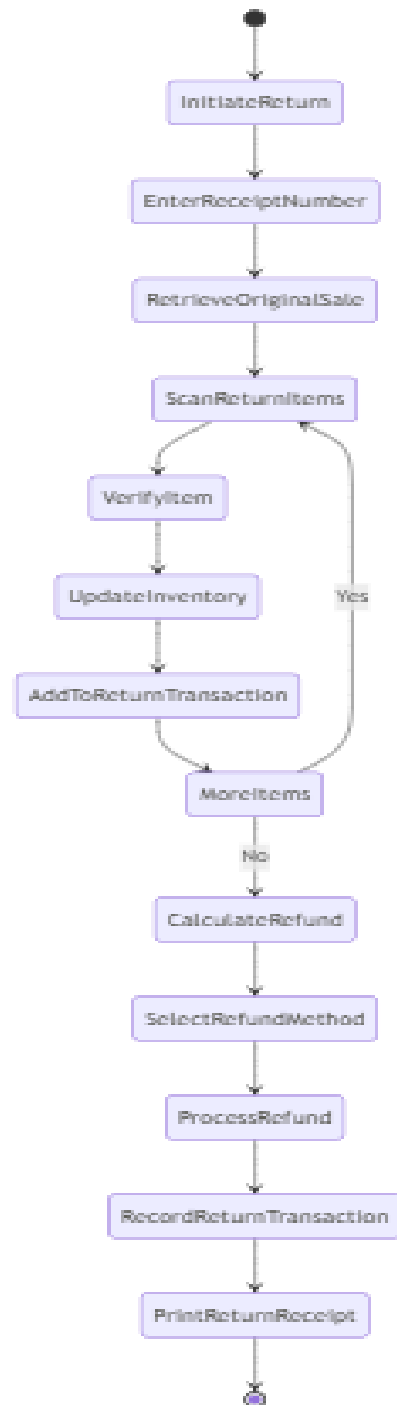 InitiateReturn
EnterReceiptNumber
RetrieveOriginalSale
ScanReturnItems
VerifyItem
UpdateInventory
Yes
AddToReturnTransaction
MoreItems
No
CalculateRefund
SelectRefundMethod
ProcessRefund
RecordReturnTransaction
PrintReturnReceipt